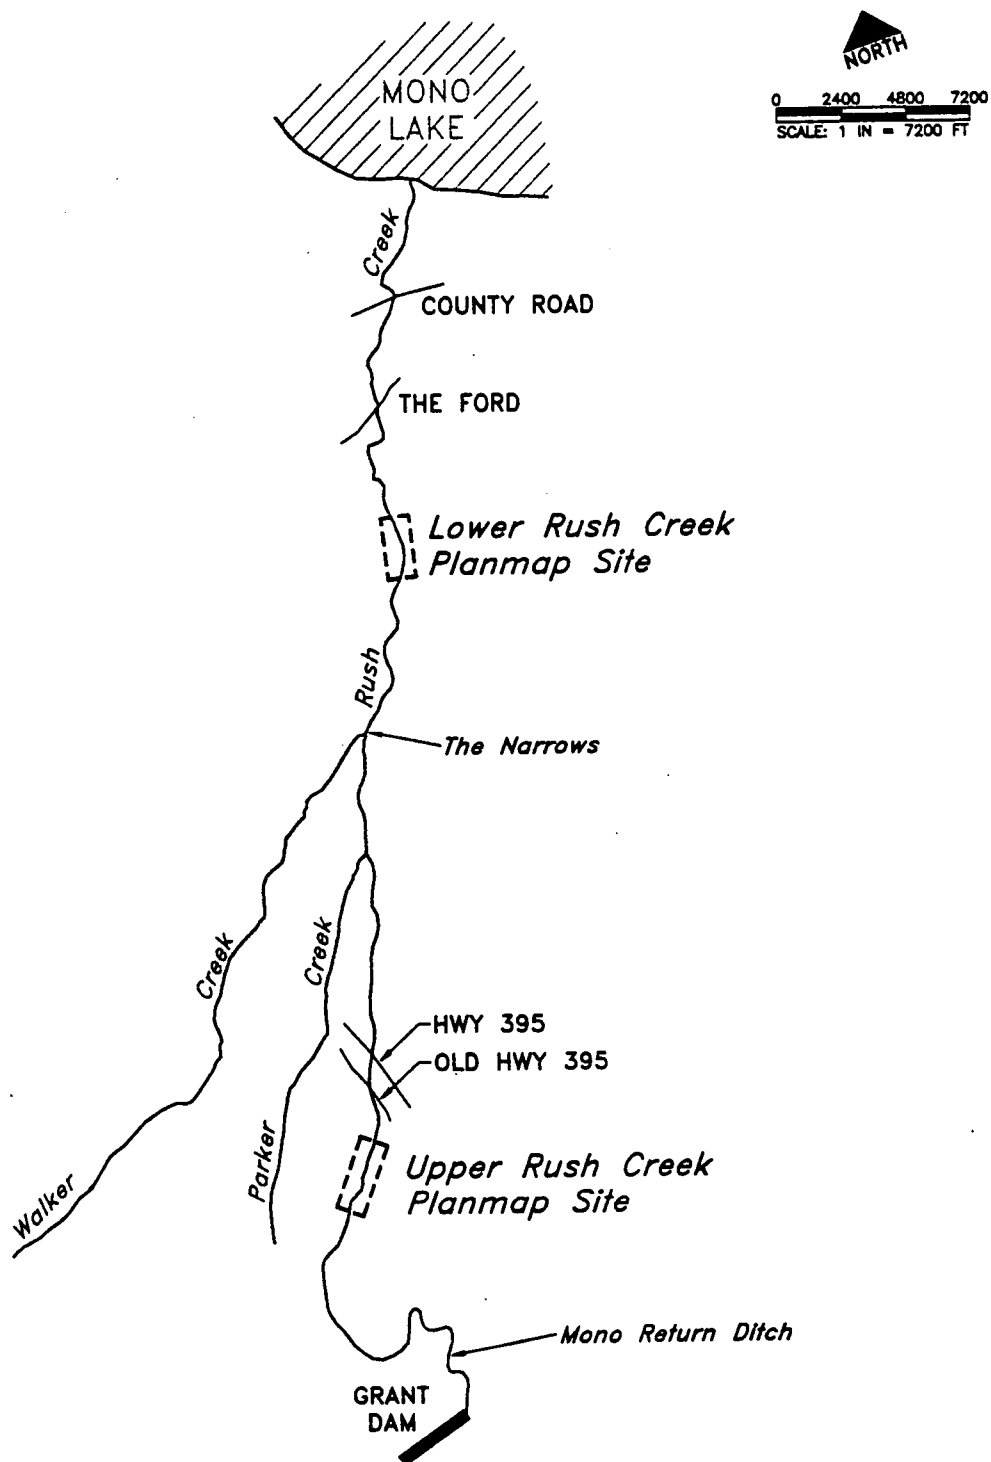 MONO
LAKE
NORTH
0 2400 4800 7200
SCALE: 1 IN = 7200 FT
Creek
COUNTY ROAD
THE FORD
Lower Rush Creek
Planmap Site
Rush
The Narrows
Creek
Creek
HWY 395
OLD HWY 395
Parker
Walker
Upper Rush Creek
Planmap Site
Mono Return Ditch
GRANT
DAM